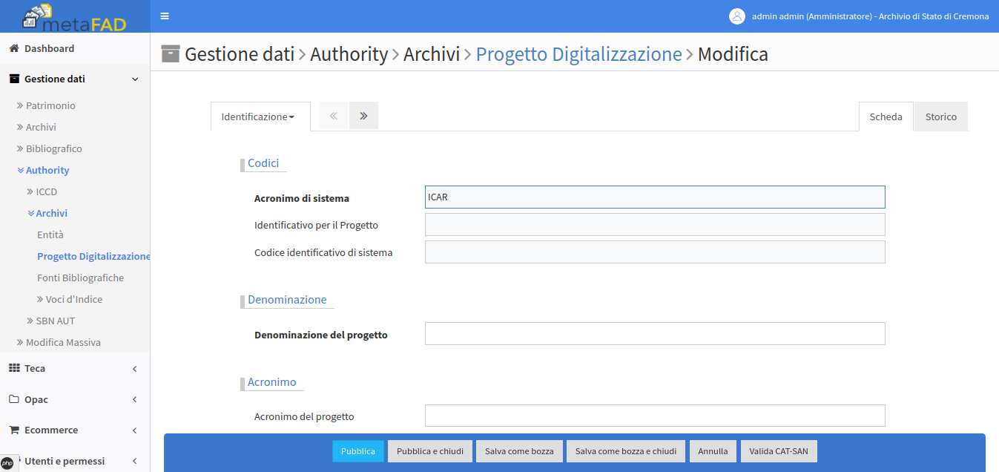 metaFAD
admin admin (Amministratore) - Archivio di Stato di Cremona
Dashboard
Gestione dati
Patrimonio
Archivi
Bibliografico
Authority
ICCD
Archivi
Entità
Progetto Digitalizzazione
Fonti Bibliografiche
Voci d'Indice
SBN AUT
Modifica Massiva
Teca
Opac
Ecommerce
Utenti e permessi
php
Gestione dati > Authority > Archivi > Progetto Digitalizzazione > Modifica
Identificazione
Scheda
Storico
Codici
Acronimo di sistema
ICAR
Identificativo per il Progetto
Codice identificativo di sistema
Denominazione
Denominazione del progetto
Acronimo
Acronimo del progetto
Pubblica
Pubblica e chiudi
Salva come bozza
Salva come bozza e chiudi
Annulla
Valida CAT-SAN